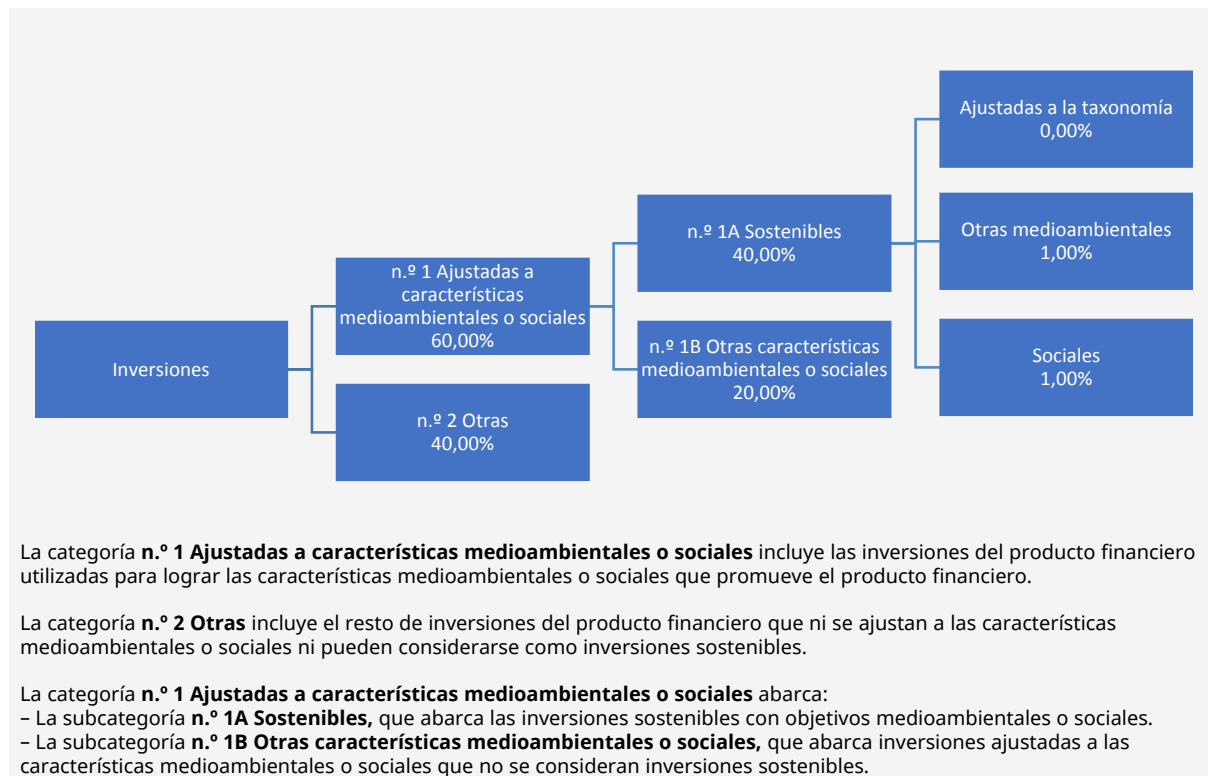 Inversiones
n.º 1 Ajustadas a
características
medioambientales o sociales
60,00%
n.º 2 Otras
40,00%
n.º 1A Sostenibles
40,00%
n.º 1B Otras características
medioambientales o sociales
20,00%
Ajustadas a la taxonomía
0,00%
Otras medioambientales
1,00%
Sociales
1,00%
La categoría n.º 1 Ajustadas a características medioambientales o sociales incluye las inversiones del producto financiero
utilizadas para lograr las características medioambientales o sociales que promueve el producto financiero.
La categoría n.º 2 Otras incluye el resto de inversiones del producto financiero que ni se ajustan a las características
medioambientales o sociales ni pueden considerarse como inversiones sostenibles.
La categoría n.º 1 Ajustadas a características medioambientales o sociales abarca:
– La subcategoría n.º 1A Sostenibles, que abarca las inversiones sostenibles con objetivos medioambientales o sociales.
– La subcategoría n.º 1B Otras características medioambientales o sociales, que abarca inversiones ajustadas a las
características medioambientales o sociales que no se consideran inversiones sostenibles.